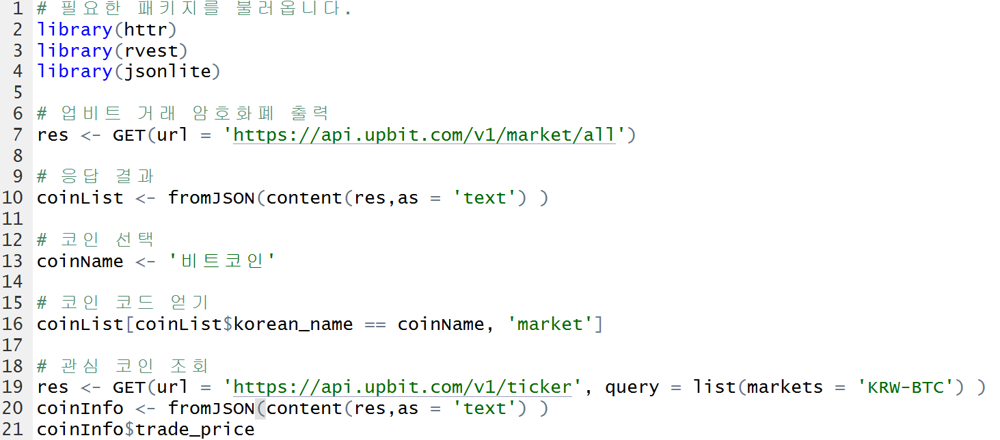 1 # 필요한 패키지를 불러옵니다.
2 library(httr)
3 library(rvest)
4 library(jsonlite)
5
6 # 업비트 거래 암호화폐 출력
7 res <- GET(url = 'https://api.upbit.com/v1/market/all')
8
9 # 응답 결과
10 coinList <- fromJSON(content(res,as = 'text') )
11
12 # 코인 선택
13 coinName <- '비트코인'
14
15 # 코인 코드 얻기
16 coinList[coinList$korean_name == coinName, 'market']
17
18 # 관심 코인 조회
19 res <- GET(url = 'https://api.upbit.com/v1/ticker', query = list(markets = 'KRW-BTC') )
20 coinInfo <- fromJSON(content(res,as = 'text') )
21 coinInfo$trade_price